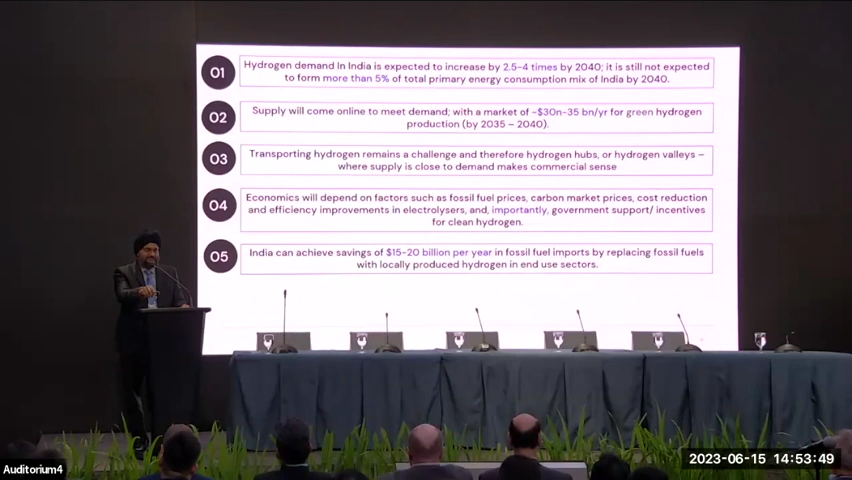 01
Hydrogen demand In India is expected to increase by 2.5-4 times by 2040; it is still not expected
to form more than 5% of total primary energy consumption mix of India by 2040.
02
Supply will come online to meet demand; with a market of ~$30n-35 bn/yr for green hydrogen
production (by 2035 – 2040).
03
Transporting hydrogen remains a challenge and therefore hydrogen hubs, or hydrogen valleys –
where supply is close to demand makes commercial sense
04
Economics will depend on factors such as fossil fuel prices, carbon market prices, cost reduction
and efficiency improvements in electrolysers, and, importantly, government support/ incentives
for clean hydrogen.
05
India can achieve savings of $15-20 billion per year in fossil fuel imports by replacing fossil fuels
with locally produced hydrogen in end use sectors.
Auditorium4
2023-06-15 14:53:49